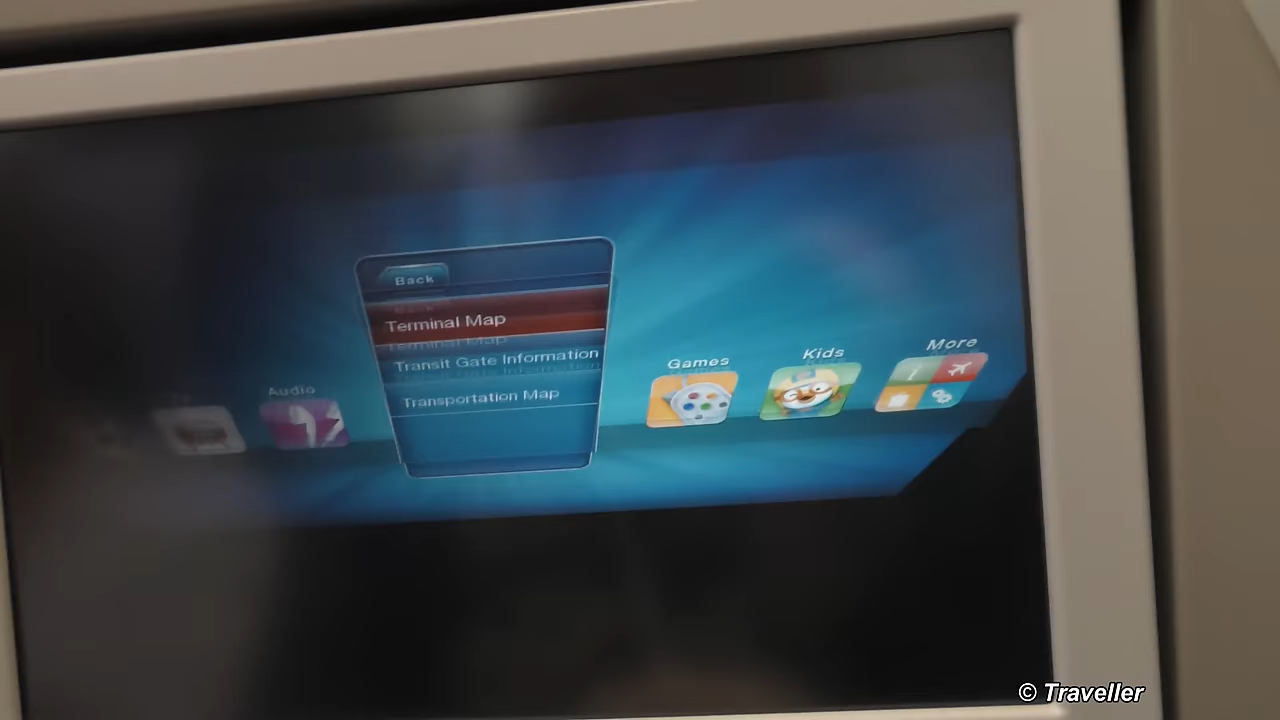 Back
Terminal Map
Transit Gate Information
Transportation Map
Audio
Games
Kids
More
© Traveller